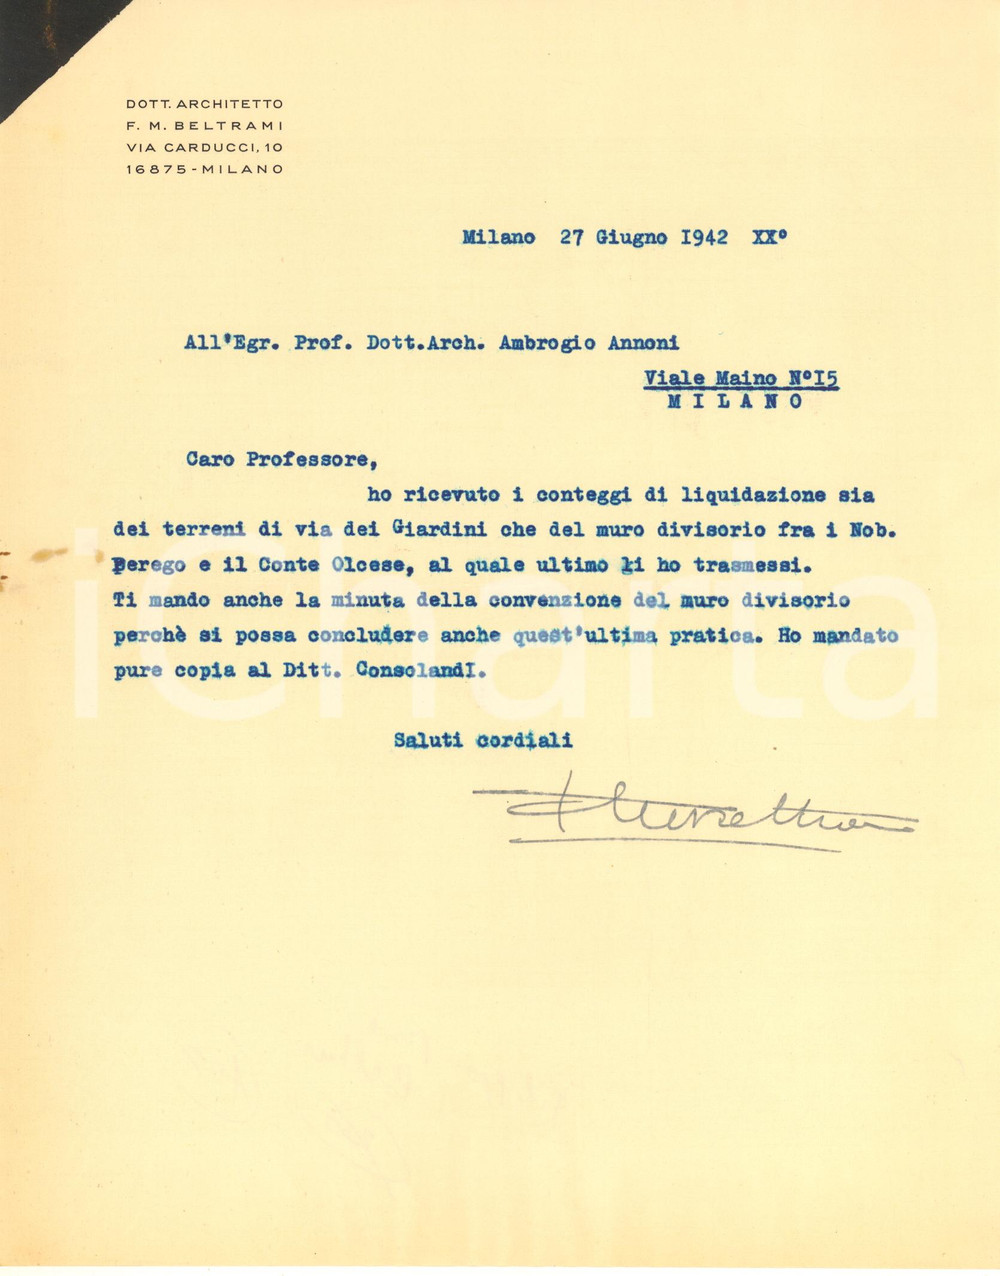 DOTT. ARCHITETTO
F. M. BELTRAMI
VIA CARDUCCI, 10
16875 - MILANO
Milano 27 Giugno I942 XX°
All'Egr. Prof. Dott.Arch. Ambrogio Annoni
Viale Maino N°I5
M I L A N O
Caro Professore,
ho ricevuto i conteggi di liquidazione sia
dei terreni di via dei Giardini che del muro divisorio fra i Nob.
Perego e il Conte Olcese, al quale ultimo li ho trasmessi.
Ti mando anche la minuta della convenzione del muro divisorio
perchè si possa concludere anche quest'ultima pratica. Ho mandato
pure copia al Ditt. ConsolandI.
Saluti cordiali
iCharta